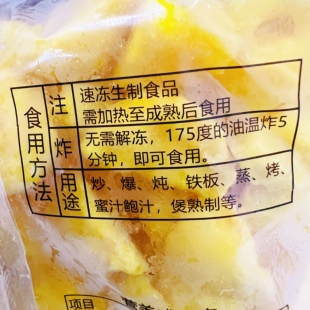 食用方法
注 速冻生制食品
需加热至成熟后食用
炸 无需解冻，175度的油温炸5
分钟，即可食用。
用途 炒、爆、炖、铁板、蒸、烤、
蜜汁鲍汁，煲熟制等。
项目